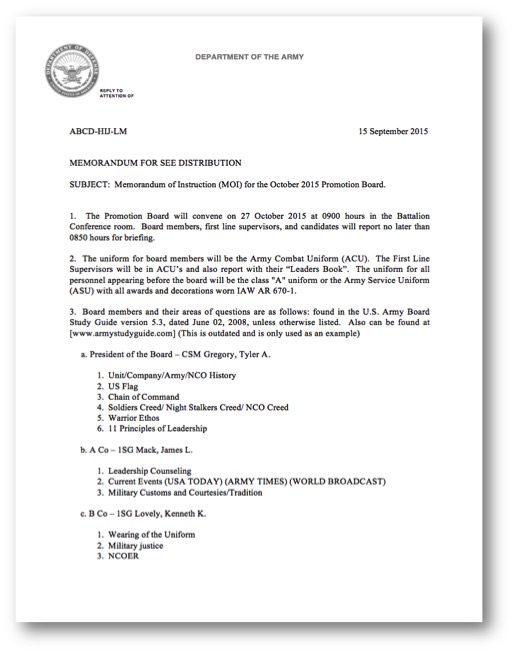 DEPARTMENT OF THE ARMY
REPLY TO
ATTENTION OF
ABCD-HIJ-LM 15 September 2015
MEMORANDUM FOR SEE DISTRIBUTION
SUBJECT: Memorandum of Instruction (MOI) for the October 2015 Promotion Board.
1. The Promotion Board will convene on 27 October 2015 at 0900 hours in the Battalion
Conference room. Board members, first line supervisors, and candidates will report no later than
0850 hours for briefing.
2. The uniform for board members will be the Army Combat Uniform (ACU). The First Line
Supervisors will be in ACU's and also report with their "Leaders Book". The uniform for all
personnel appearing before the board will be the class "A" uniform or the Army Service Uniform
(ASU) with all awards and decorations worn IAW AR 670-1.
3. Board members and their areas of questions are as follows: found in the U.S. Army Board
Study Guide version 5.3, dated June 02, 2008, unless otherwise listed. Also can be found at
[www.armystudyguide.com] (This is outdated and is only used as an example)
a. President of the Board – CSM Gregory, Tyler A.
1. Unit/Company/Army/NCO History
2. US Flag
3. Chain of Command
4. Soldiers Creed/ Night Stalkers Creed/ NCO Creed
5. Warrior Ethos
6. 11 Principles of Leadership
b. A Co – 1SG Mack, James L.
1. Leadership Counseling
2. Current Events (USA TODAY) (ARMY TIMES) (WORLD BROADCAST)
3. Military Customs and Courtesies/Tradition
c. B Co – 1SG Lovely, Kenneth K.
1. Wearing of the Uniform
2. Military justice
3. NCOER